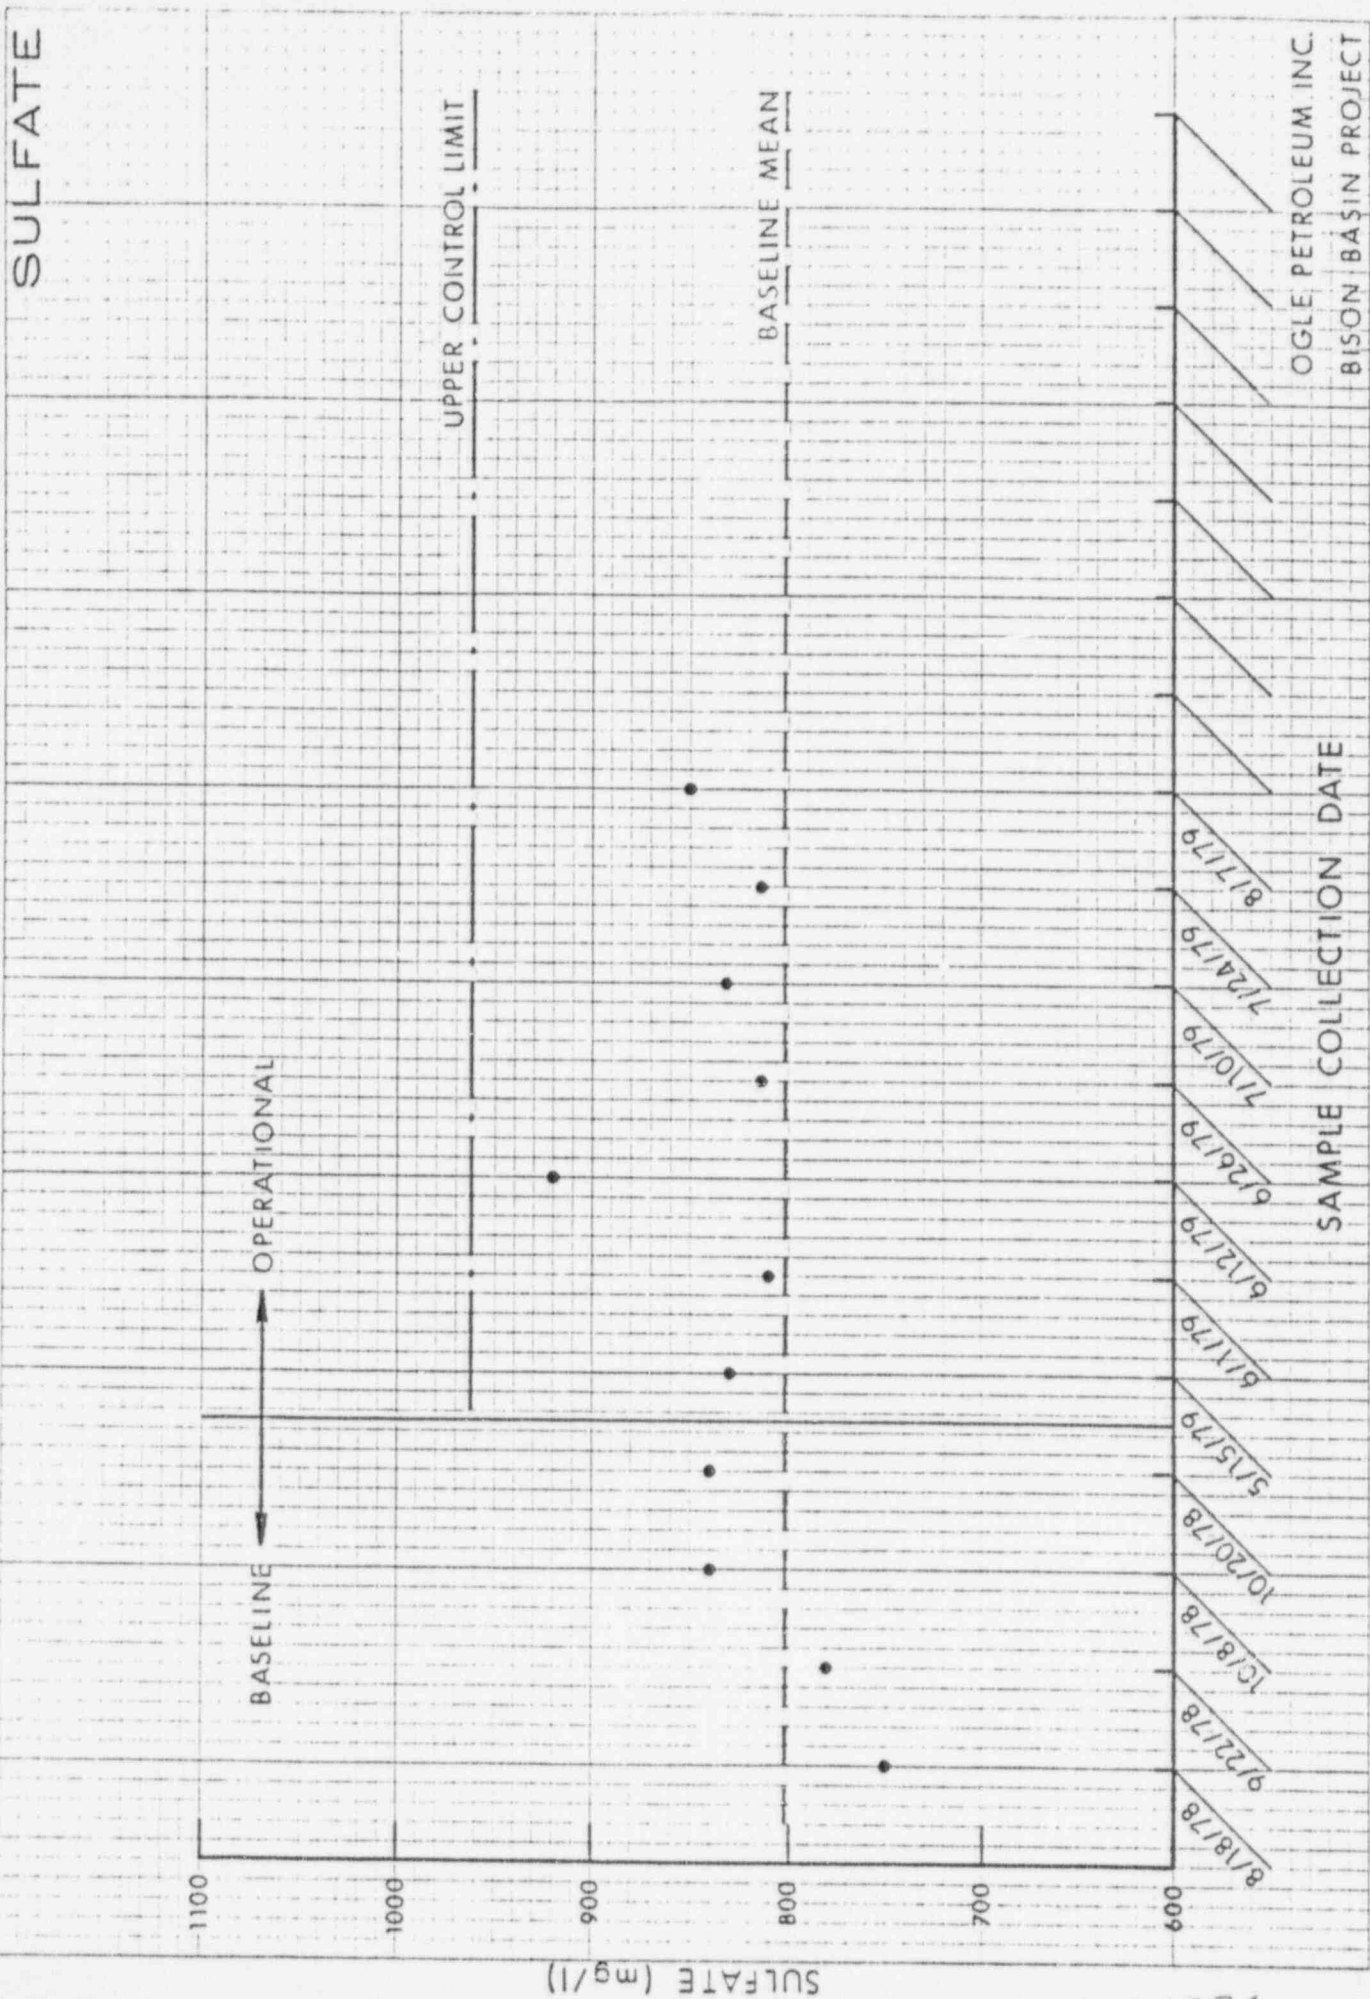 SULFATE
BASELINE
OPERATIONAL
UPPER CONTROL LIMIT
BASELINE MEAN
SULFATE (mg/l)
1100
1000
900
800
700
600
8/18/78
9/22/78
10/8/78
10/20/78
5/15/79
6/1/79
6/12/79
6/26/79
7/10/79
7/24/79
8/7/79
SAMPLE COLLECTION DATE
OGLE PETROLEUM INC.
BISON BASIN PROJECT